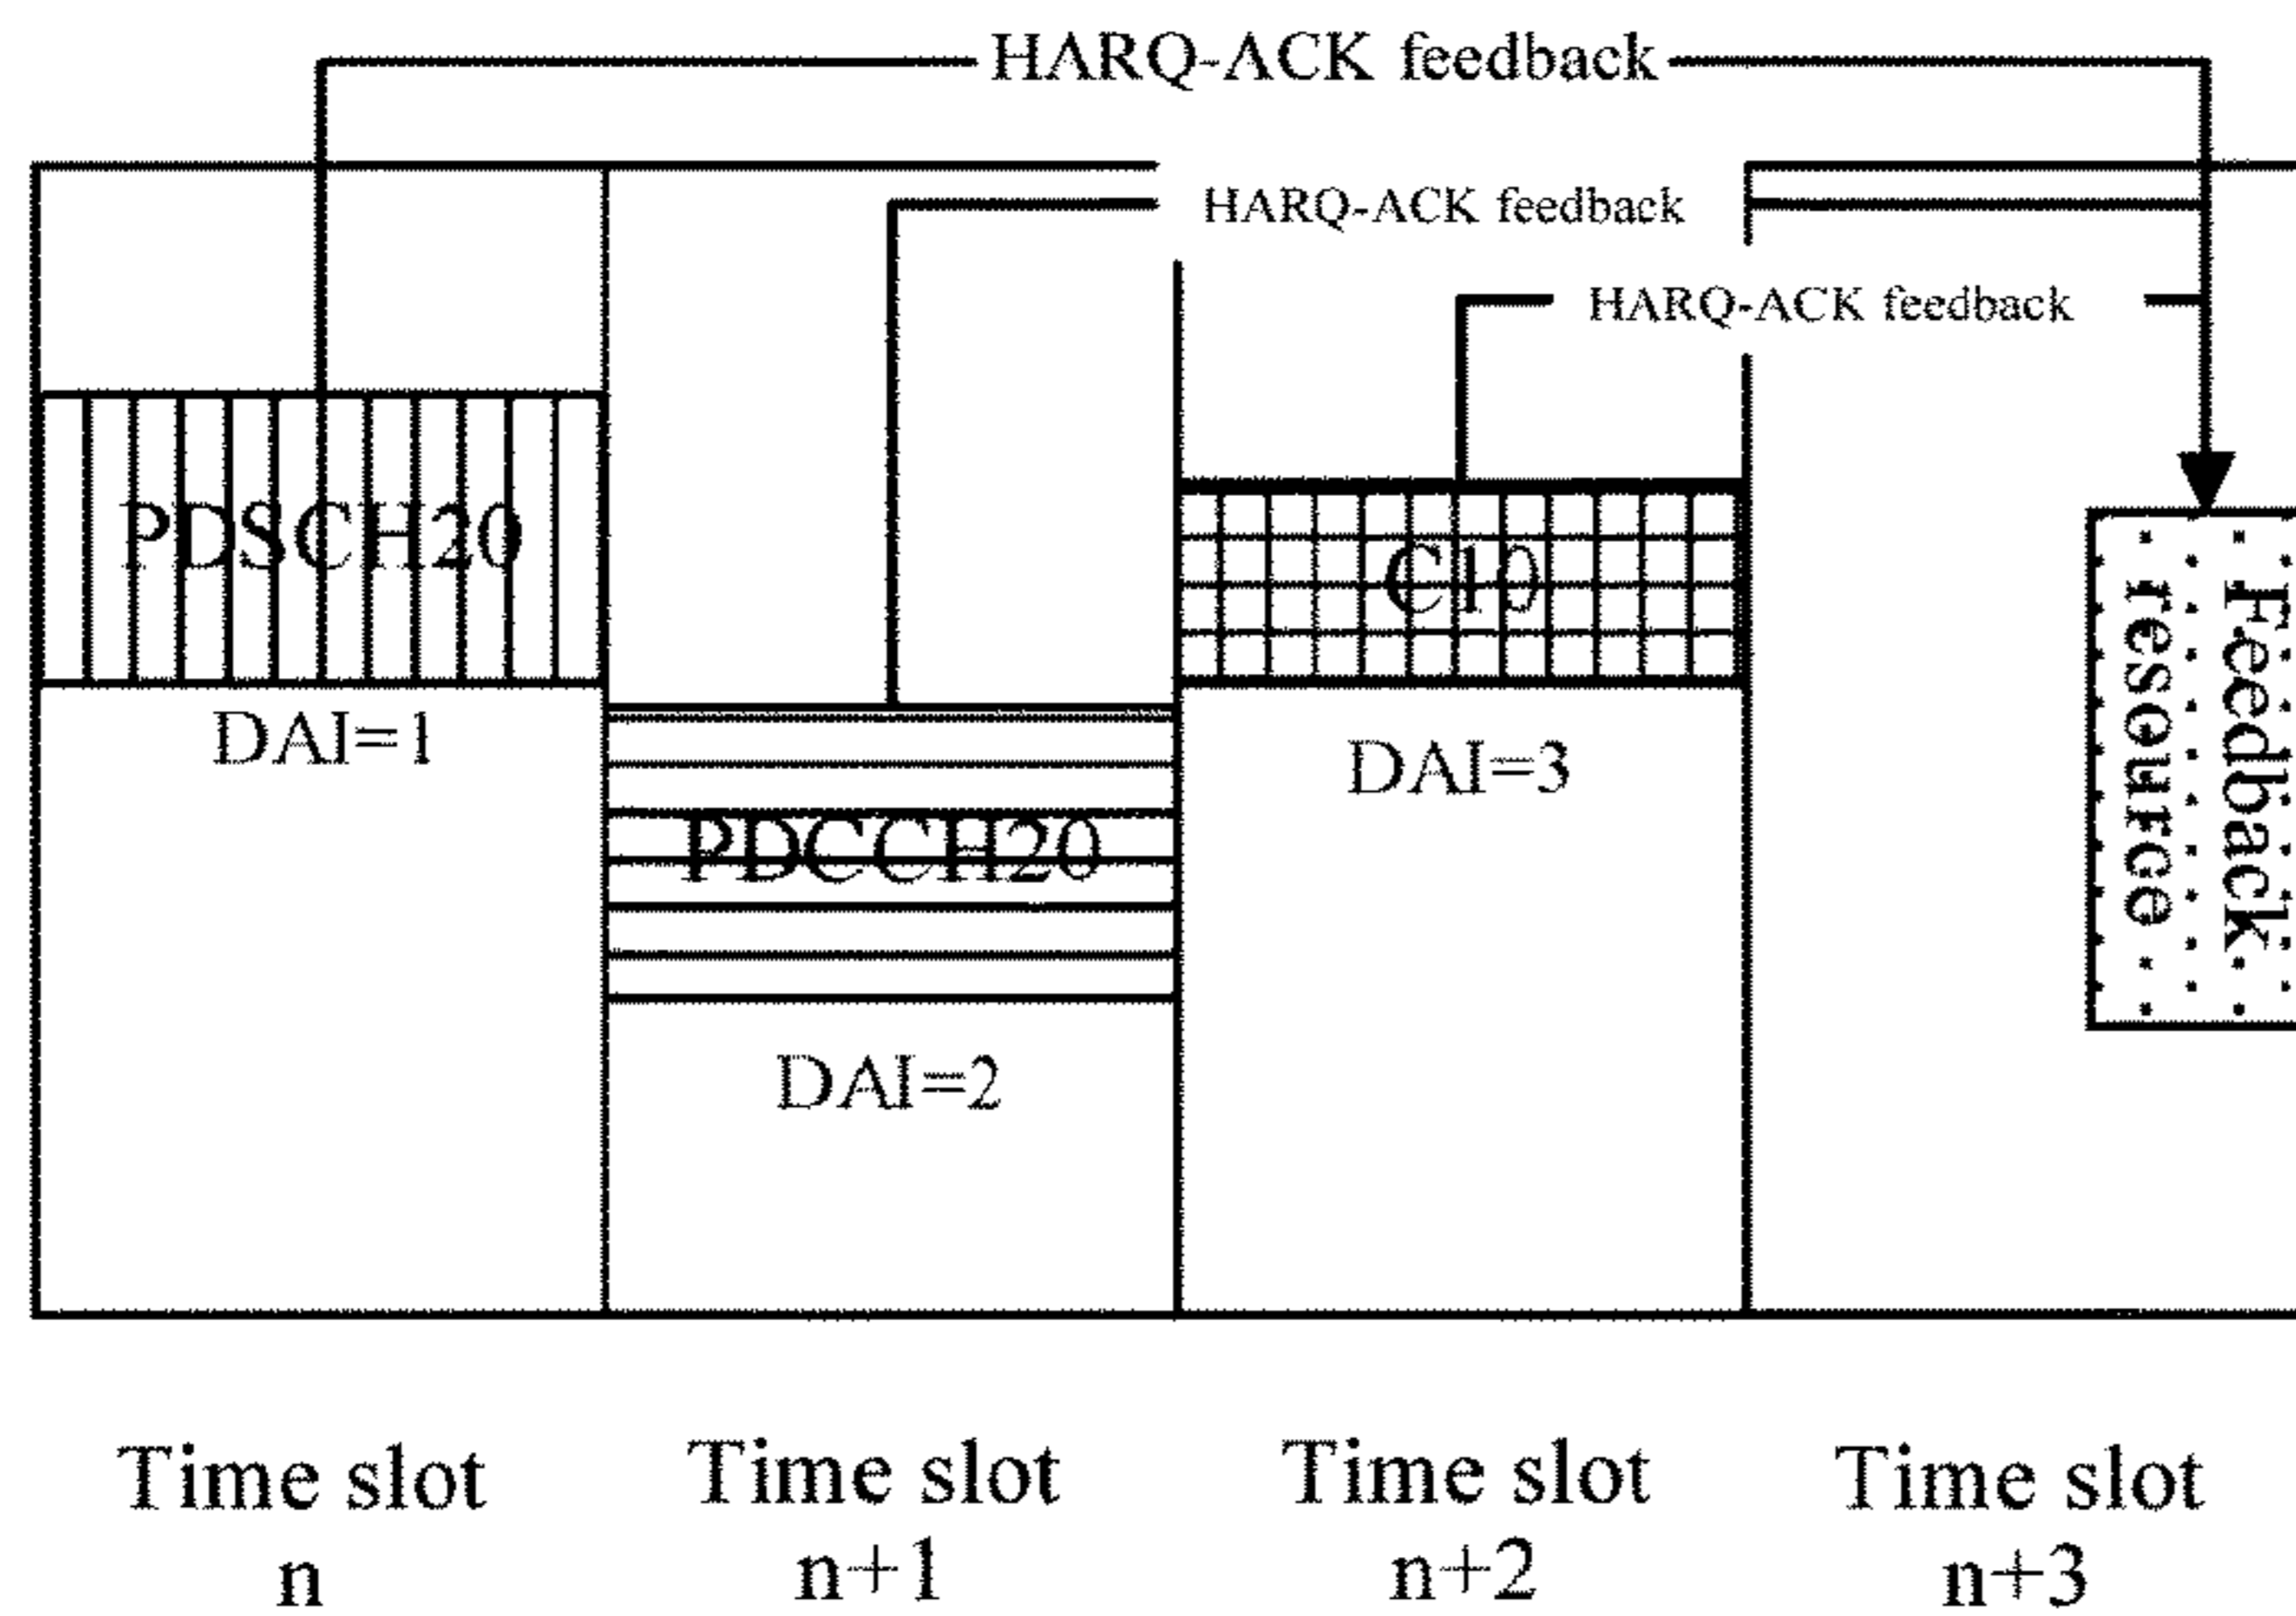 HARQ-ACK feedback
HARQ-ACK feedback
HARQ-ACK feedback
PDSCH20
C10
Feedback
resource
DAI=1
DAI=3
PDCCH20
DAI=2
Time slot
n
Time slot
n+1
Time slot
n+2
Time slot
n+3